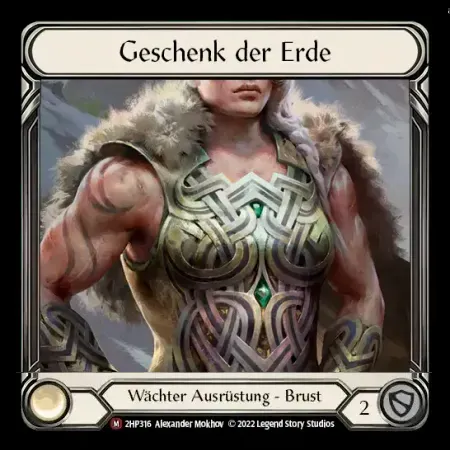 Geschenk der Erde
Wächter Ausrüstung - Brust
2
M 2HP316 Alexander Mokhov © 2022 Legend Story Studios